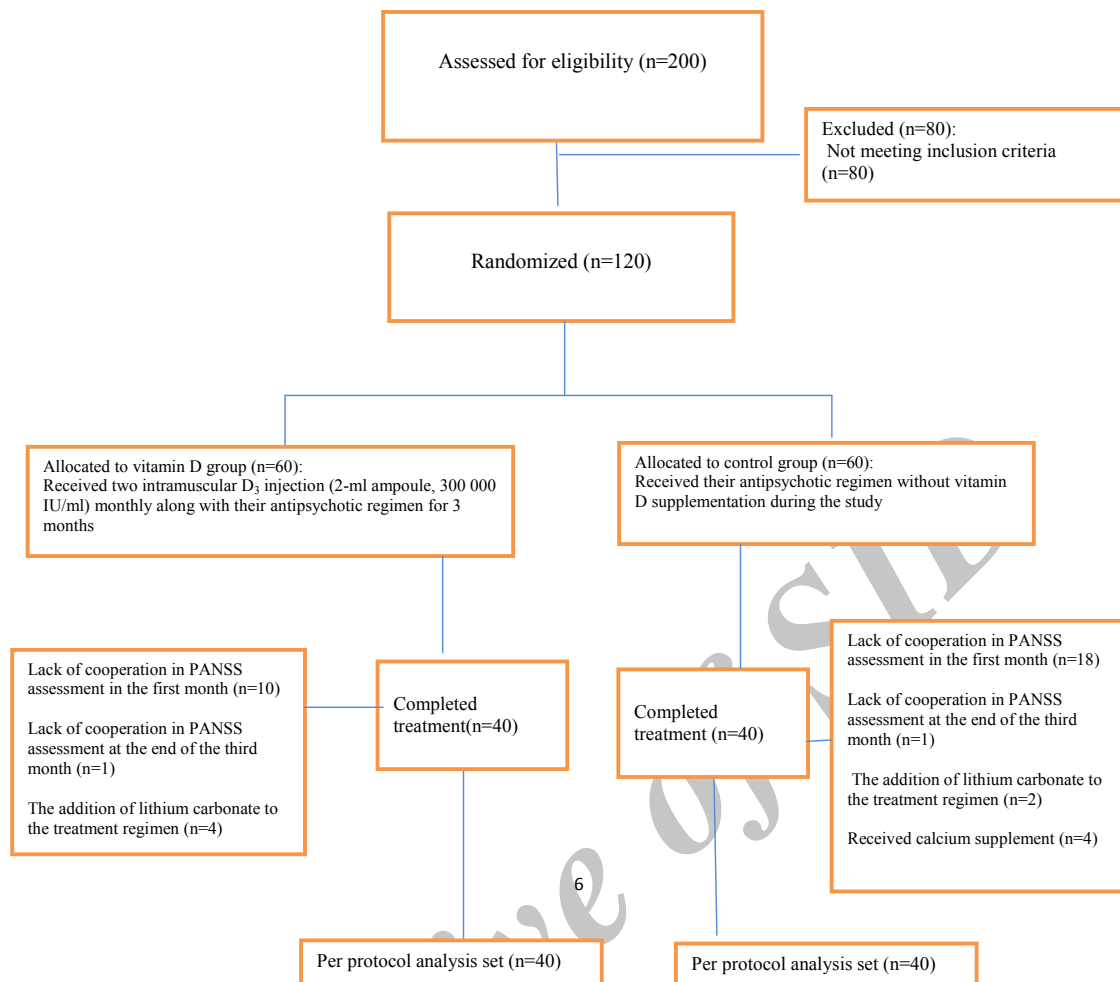 Assessed for eligibility (n=200)
Excluded (n=80):
Not meeting inclusion criteria
(n=80)
Randomized (n=120)
Allocated to vitamin D group (n=60):
Received two intramuscular D₃ injection (2-ml ampoule, 300 000
IU/ml) monthly along with their antipsychotic regimen for 3
months
Allocated to control group (n=60):
Received their antipsychotic regimen without vitamin
D supplementation during the study
Lack of cooperation in PANSS
assessment in the first month (n=10)
Lack of cooperation in PANSS
assessment at the end of the third
month (n=1)
The addition of lithium carbonate to
the treatment regimen (n=4)
Completed
treatment(n=40)
Completed
treatment (n=40)
Lack of cooperation in PANSS
assessment in the first month (n=18)
Lack of cooperation in PANSS
assessment at the end of the third
month (n=1)
The addition of lithium carbonate to
the treatment regimen (n=2)
Received calcium supplement (n=4)
6
Per protocol analysis set (n=40)
Per protocol analysis set (n=40)
of